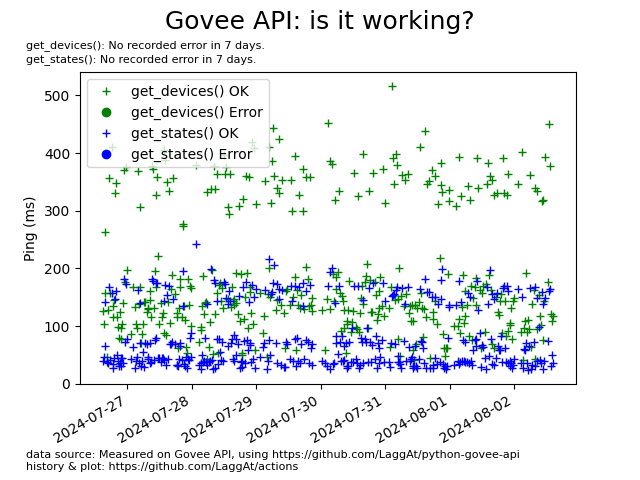 Govee API: is it working?
get_devices(): No recorded error in 7 days.
get_states(): No recorded error in 7 days.
get_devices() OK
get_devices() Error
get_states() OK
get_states() Error
Ping (ms)
500
400
300
200
100
0
2024-07-27
2024-07-28
2024-07-29
2024-07-30
2024-07-31
2024-08-01
2024-08-02
data source: Measured on Govee API, using https://github.com/LaggAt/python-govee-api
history & plot: https://github.com/LaggAt/actions